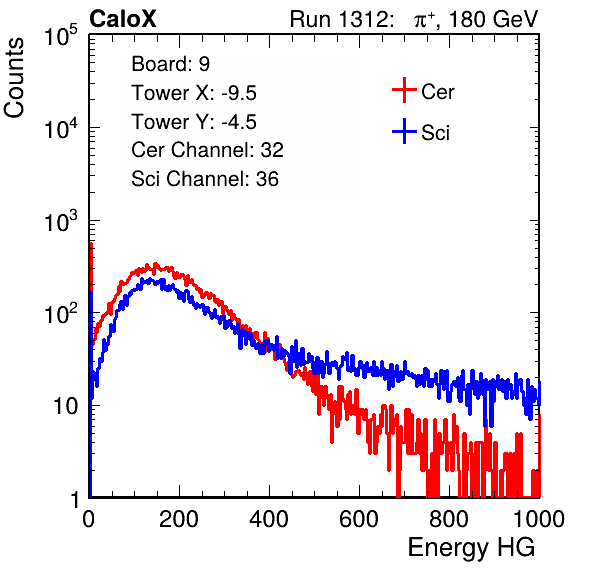 CaloX Run 1312: π⁺, 180 GeV
Counts
10⁵
10⁴
10³
10²
10
1
Board: 9
Tower X: -9.5
Tower Y: -4.5
Cer Channel: 32
Sci Channel: 36
Cer
Sci
0 200 400 600 800 1000
Energy HG